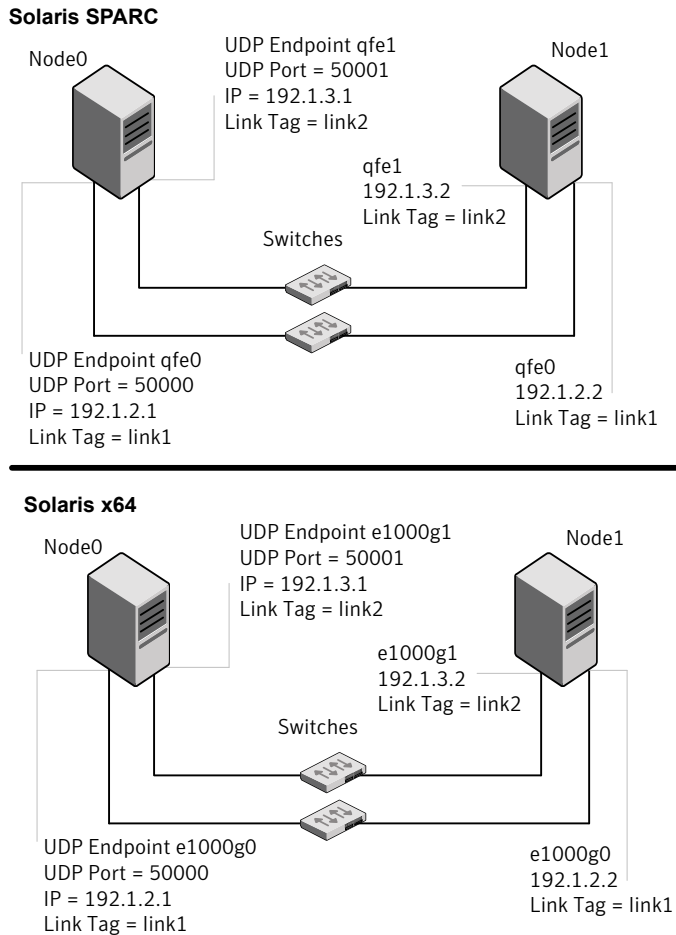 Solaris SPARC
Node0
UDP Endpoint qfe1
UDP Port = 50001
IP = 192.1.3.1
Link Tag = link2
Node1
qfe1
192.1.3.2
Link Tag = link2
Switches
UDP Endpoint qfe0
UDP Port = 50000
IP = 192.1.2.1
Link Tag = link1
qfe0
192.1.2.2
Link Tag = link1
Solaris x64
Node0
UDP Endpoint e1000g1
UDP Port = 50001
IP = 192.1.3.1
Link Tag = link2
Node1
e1000g1
192.1.3.2
Link Tag = link2
Switches
UDP Endpoint e1000g0
UDP Port = 50000
IP = 192.1.2.1
Link Tag = link1
e1000g0
192.1.2.2
Link Tag = link1